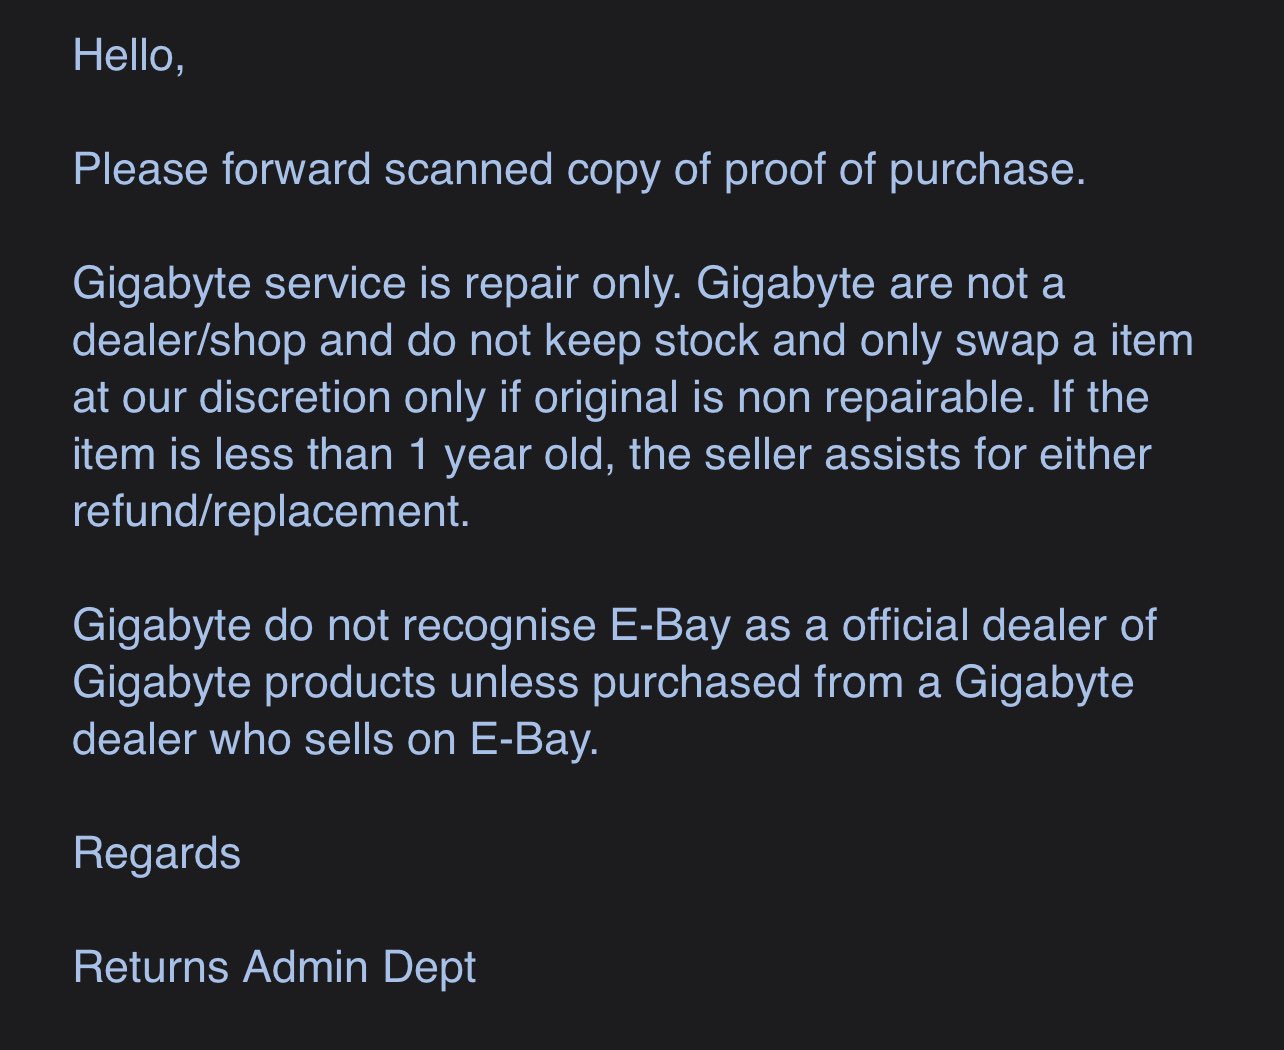 Hello,
Please forward scanned copy of proof of purchase.
Gigabyte service is repair only. Gigabyte are not a
dealer/shop and do not keep stock and only swap a item
at our discretion only if original is non repairable. If the
item is less than 1 year old, the seller assists for either
refund/replacement.
Gigabyte do not recognise E-Bay as a official dealer of
Gigabyte products unless purchased from a Gigabyte
dealer who sells on E-Bay.
Regards
Returns Admin Dept